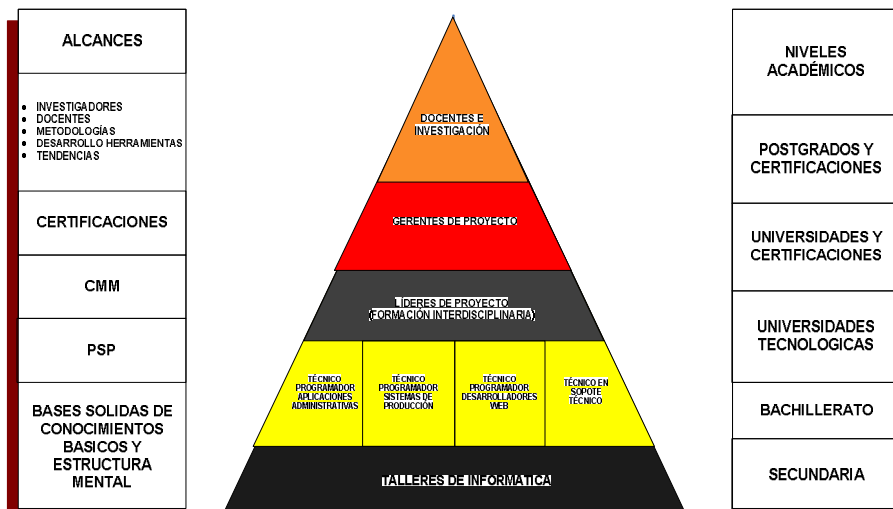 ALCANCES
INVESTIGADORES
DOCENTES
METODOLOGÍAS
DESARROLLO HERRAMIENTAS
TENDENCIAS
CERTIFICACIONES
CMM
PSP
BASES SOLIDAS DE
CONOCIMIENTOS
BASICOS Y
ESTRUCTURA
MENTAL
DOCENTES E
INVESTIGACIÓN
GERENTES DE PROYECTO
LÍDERES DE PROYECTO
(FORMACIÓN INTERDISCIPLINARIA)
TÉCNICO
PROGRAMADOR
APLICACIONES
ADMINISTRATIVAS
TÉCNICO
PROGRAMADOR
SISTEMAS DE
PRODUCCIÓN
TÉCNICO
PROGRAMADOR
DESARROLLADORES
WEB
TÉCNICO EN
SOPOTE
TÉCNICO
TALLERES DE INFORMÁTICA
NIVELES
ACADÉMICOS
POSTGRADOS Y
CERTIFICACIONES
UNIVERSIDADES Y
CERTIFICACIONES
UNIVERSIDADES
TECNOLOGICAS
BACHILLERATO
SECUNDARIA